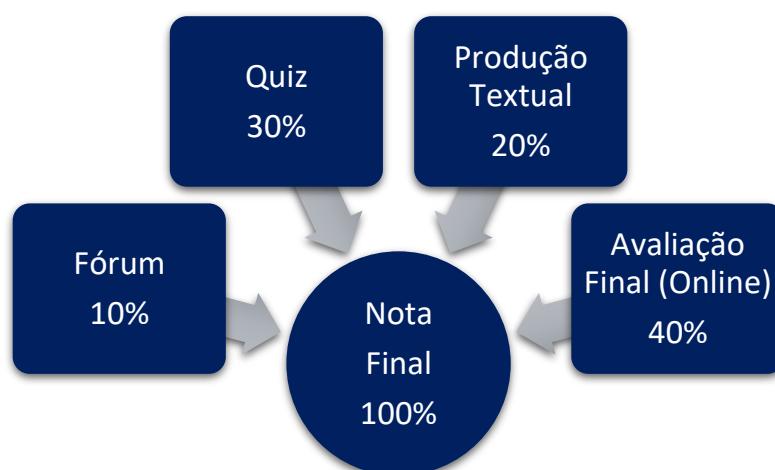 Quiz
30%
Produção
Textual
20%
Fórum
10%
Avaliação
Final (Online)
40%
Nota
Final
100%